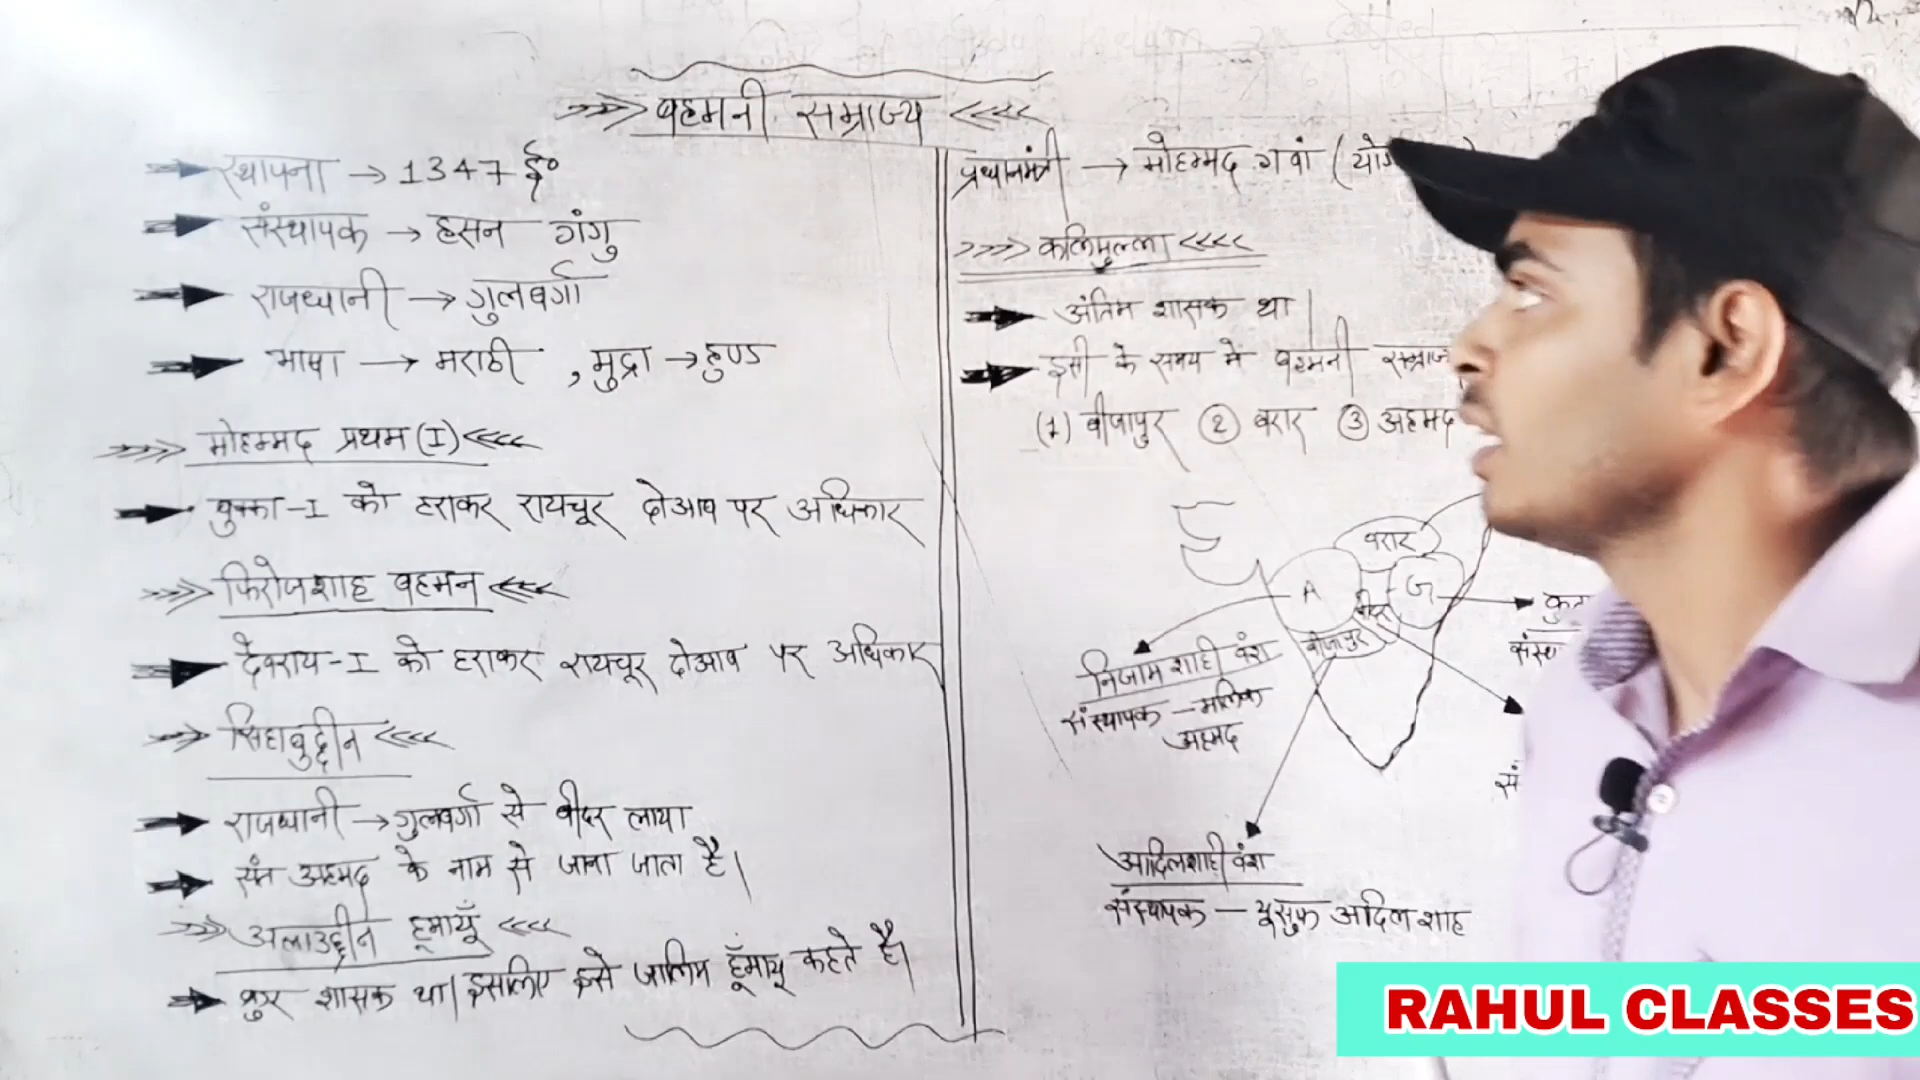 बहमनी सम्राज्य
स्थापना → 1347 ई०
संस्थापक → हसन गंगु
राजधानी → गुलबर्गा
भाषा → मराठी , मुद्रा → हुण्ड
मोहम्मद प्रथम (I)
बुक्का-I को हराकर रायचूर दोआब पर अधिकार
फिरोजशाह बहमन
देवराय-I को हराकर रायचूर दोआब पर अधिकार
सिहाबुद्दीन
राजधानी → गुलबर्गा से बीदर लाया
संत अहमद के नाम से जाना जाता है।
अलाउद्दीन हूमायूँ
क्रुर शासक था। इसलिए इसे जालिम हूँमायू कहते है।
प्रधानमंत्री → मोहम्मद गवां (
कलिमुल्ला
अंतिम शासक था।
इसी के समय मे बहमनी
(1) बीजापुर ② बरार ③ अहमद
बरार
A G
बीदर
बीजापुर
निजामशाही वंश
संस्थापक – मलिक
अहमद
आदिलशाही वंश
संस्थापक – यूसुफ आदिल शाह
RAHUL CLASSES